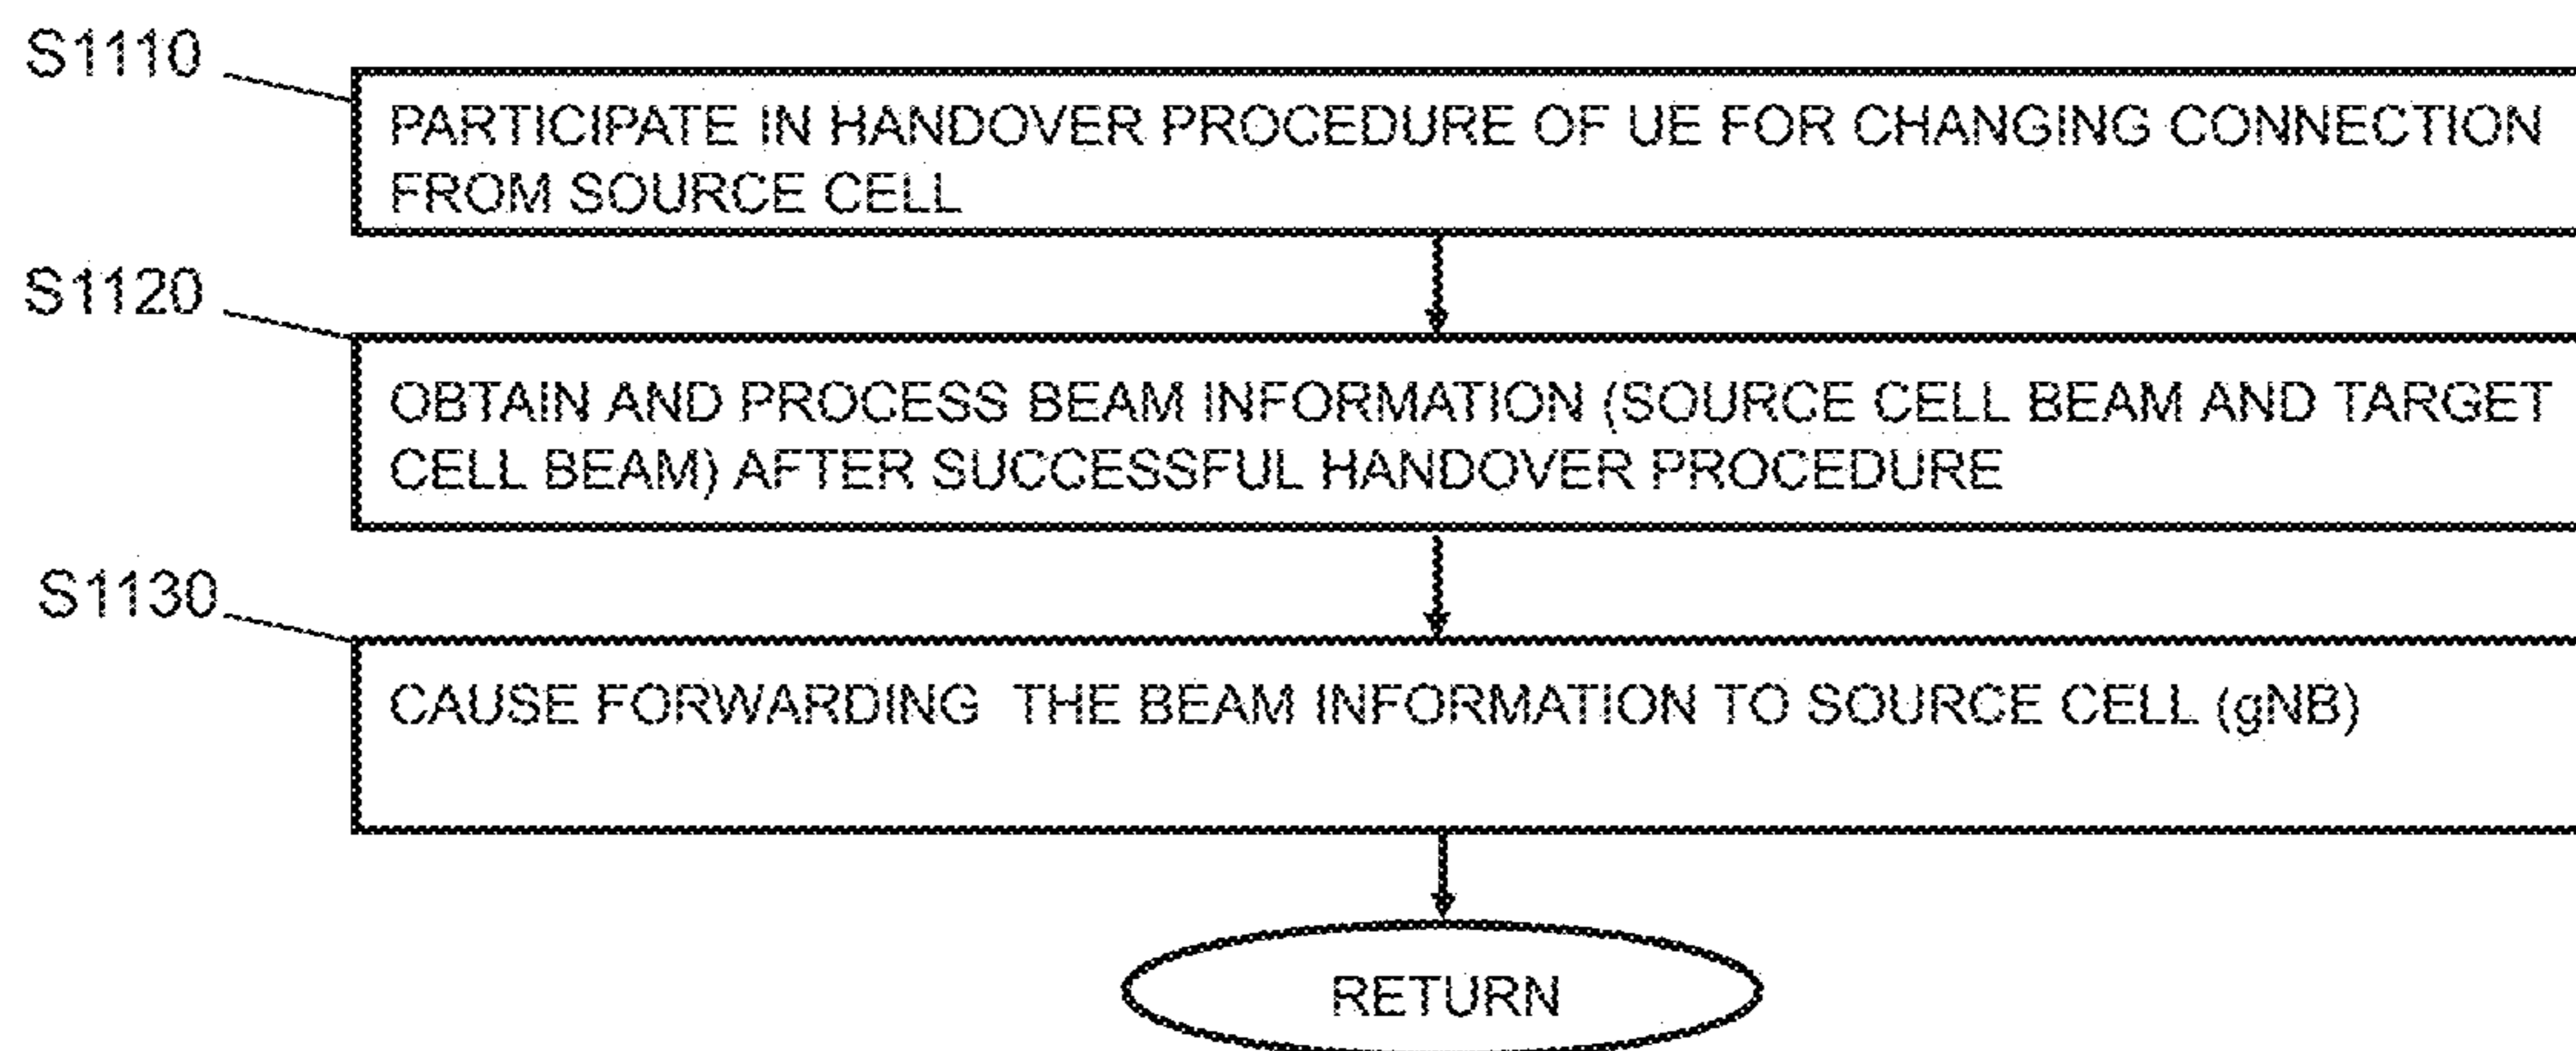 S1110
PARTICIPATE IN HANDOVER PROCEDURE OF UE FOR CHANGING CONNECTION
FROM SOURCE CELL
S1120
OBTAIN AND PROCESS BEAM INFORMATION (SOURCE CELL BEAM AND TARGET
CELL BEAM) AFTER SUCCESSFUL HANDOVER PROCEDURE
S1130
CAUSE FORWARDING THE BEAM INFORMATION TO SOURCE CELL (gNB)
RETURN